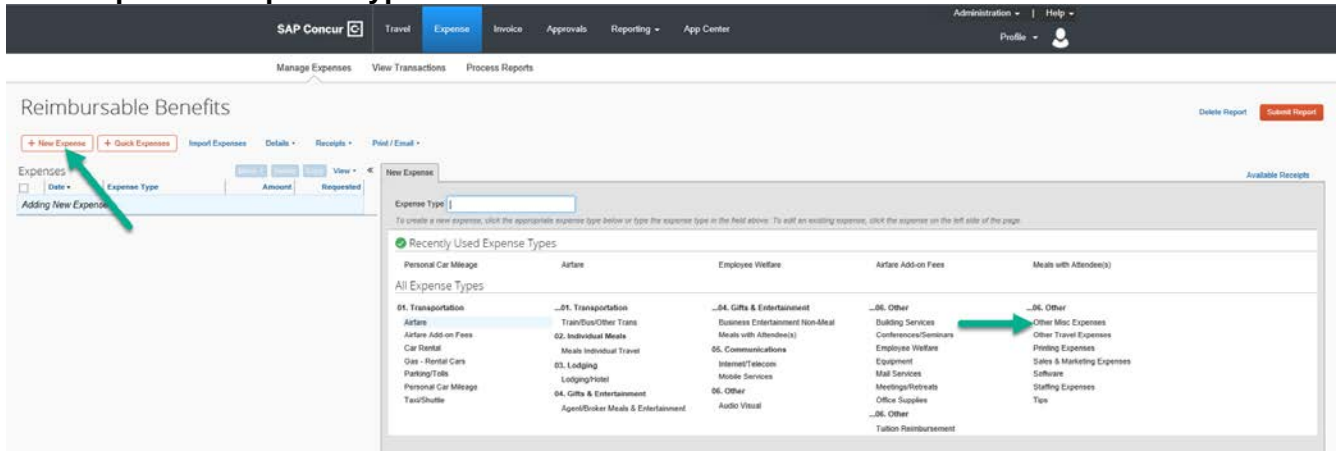 Administration | Help
SAP Concur C Travel Expense Invoice Approvals Reporting App Center
Profile
Manage Expenses View Transactions Process Reports
Reimbursable Benefits
Delete Report Submit Report
+ New Expense + Quick Expenses Import Expenses Details Receipts Print / Email
Expenses View
Date Expense Type Amount Requested
Adding New Expense
New Expense
Available Receipts
Expense Type
To create a new expense, click the appropriate expense type below or type the expense type in the field above. To edit an existing expense, click the expense on the left side of the page.
Recently Used Expense Types
Personal Car Mileage Airfare Employee Welfare Airfare Add-on Fees Meals with Attendee(s)
All Expense Types
01. Transportation
Airfare
Airfare Add-on Fees
Car Rental
Gas - Rental Cars
Parking/Tolls
Personal Car Mileage
Taxi/Shuttle
...01. Transportation
Train/Bus/Other Trans
02. Individual Meals
Meals Individual Travel
03. Lodging
Lodging/Hotel
04. Gifts & Entertainment
Agent/Broker Meals & Entertainment
...04. Gifts & Entertainment
Business Entertainment Non-Meal
Meals with Attendee(s)
05. Communications
Internet/Telecom
Mobile Services
06. Other
Audio Visual
...06. Other
Building Services
Conferences/Seminars
Employee Welfare
Equipment
Mail Services
Meetings/Retreats
Office Supplies
...06. Other
Tuition Reimbursement
...06. Other
Other Misc Expenses
Other Travel Expenses
Printing Expenses
Sales & Marketing Expenses
Software
Staffing Expenses
Tips